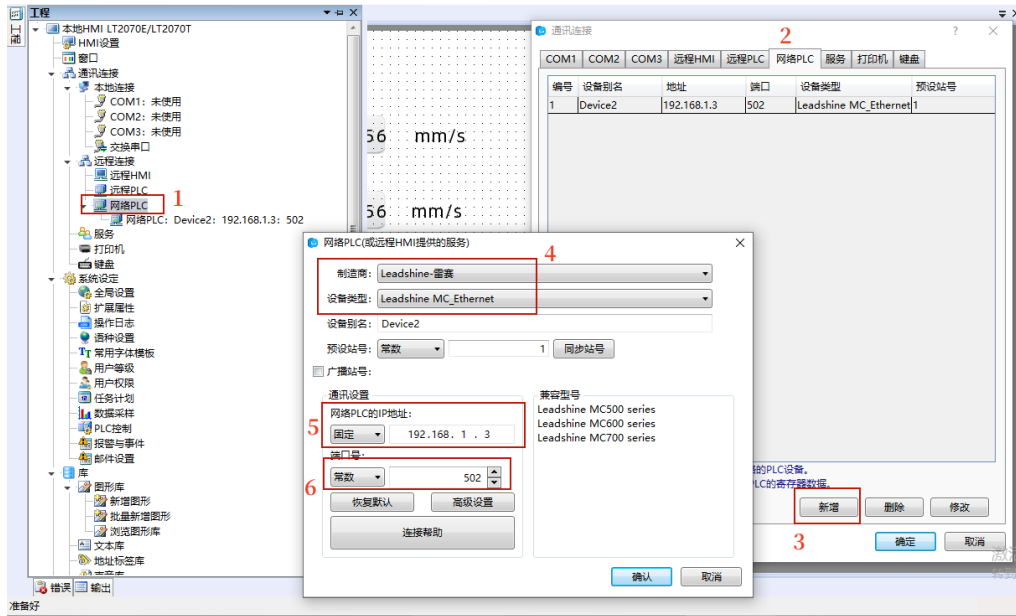 工程
工程
本地HMI LT2070E/LT2070T
HMI设置
窗口
通讯连接
本地连接
COM1：未使用
COM2：未使用
COM3：未使用
交换串口
远程连接
远程HMI
远程PLC
网络PLC
1
网络PLC：Device2：192.168.1.3：502
服务
打印机
键盘
系统设定
全局设置
扩展属性
操作日志
语种设置
常用字体模板
用户等级
用户权限
任务计划
数据采样
PLC控制
报警与事件
邮件设置
库
图形库
新增图形
批量新增图形
浏览图形库
文本库
地址标签库
声音库
错误
输出
准备好
56 mm/s
56 mm/s
通讯连接
2
COM1 COM2 COM3 远程HMI 远程PLC 网络PLC 服务 打印机 键盘
编号 设备别名 地址 端口 设备类型 预设站号
1 Device2 192.168.1.3 502 Leadshine MC_Ethernet 1
的PLC设备。
PLC的寄存器数据。
新增 删除 修改
3
确定 取消
网络PLC(或远程HMI提供的服务)
4
制造商: Leadshine-雷赛
设备类型: Leadshine MC_Ethernet
设备别名: Device2
预设站号: 常数 1 同步站号
广播站号:
通讯设置
网络PLC的IP地址:
5
固定 192.168. 1 . 3
端口号:
6
常数 502
恢复默认 高级设置
连接帮助
兼容型号
Leadshine MC500 series
Leadshine MC600 series
Leadshine MC700 series
确认 取消